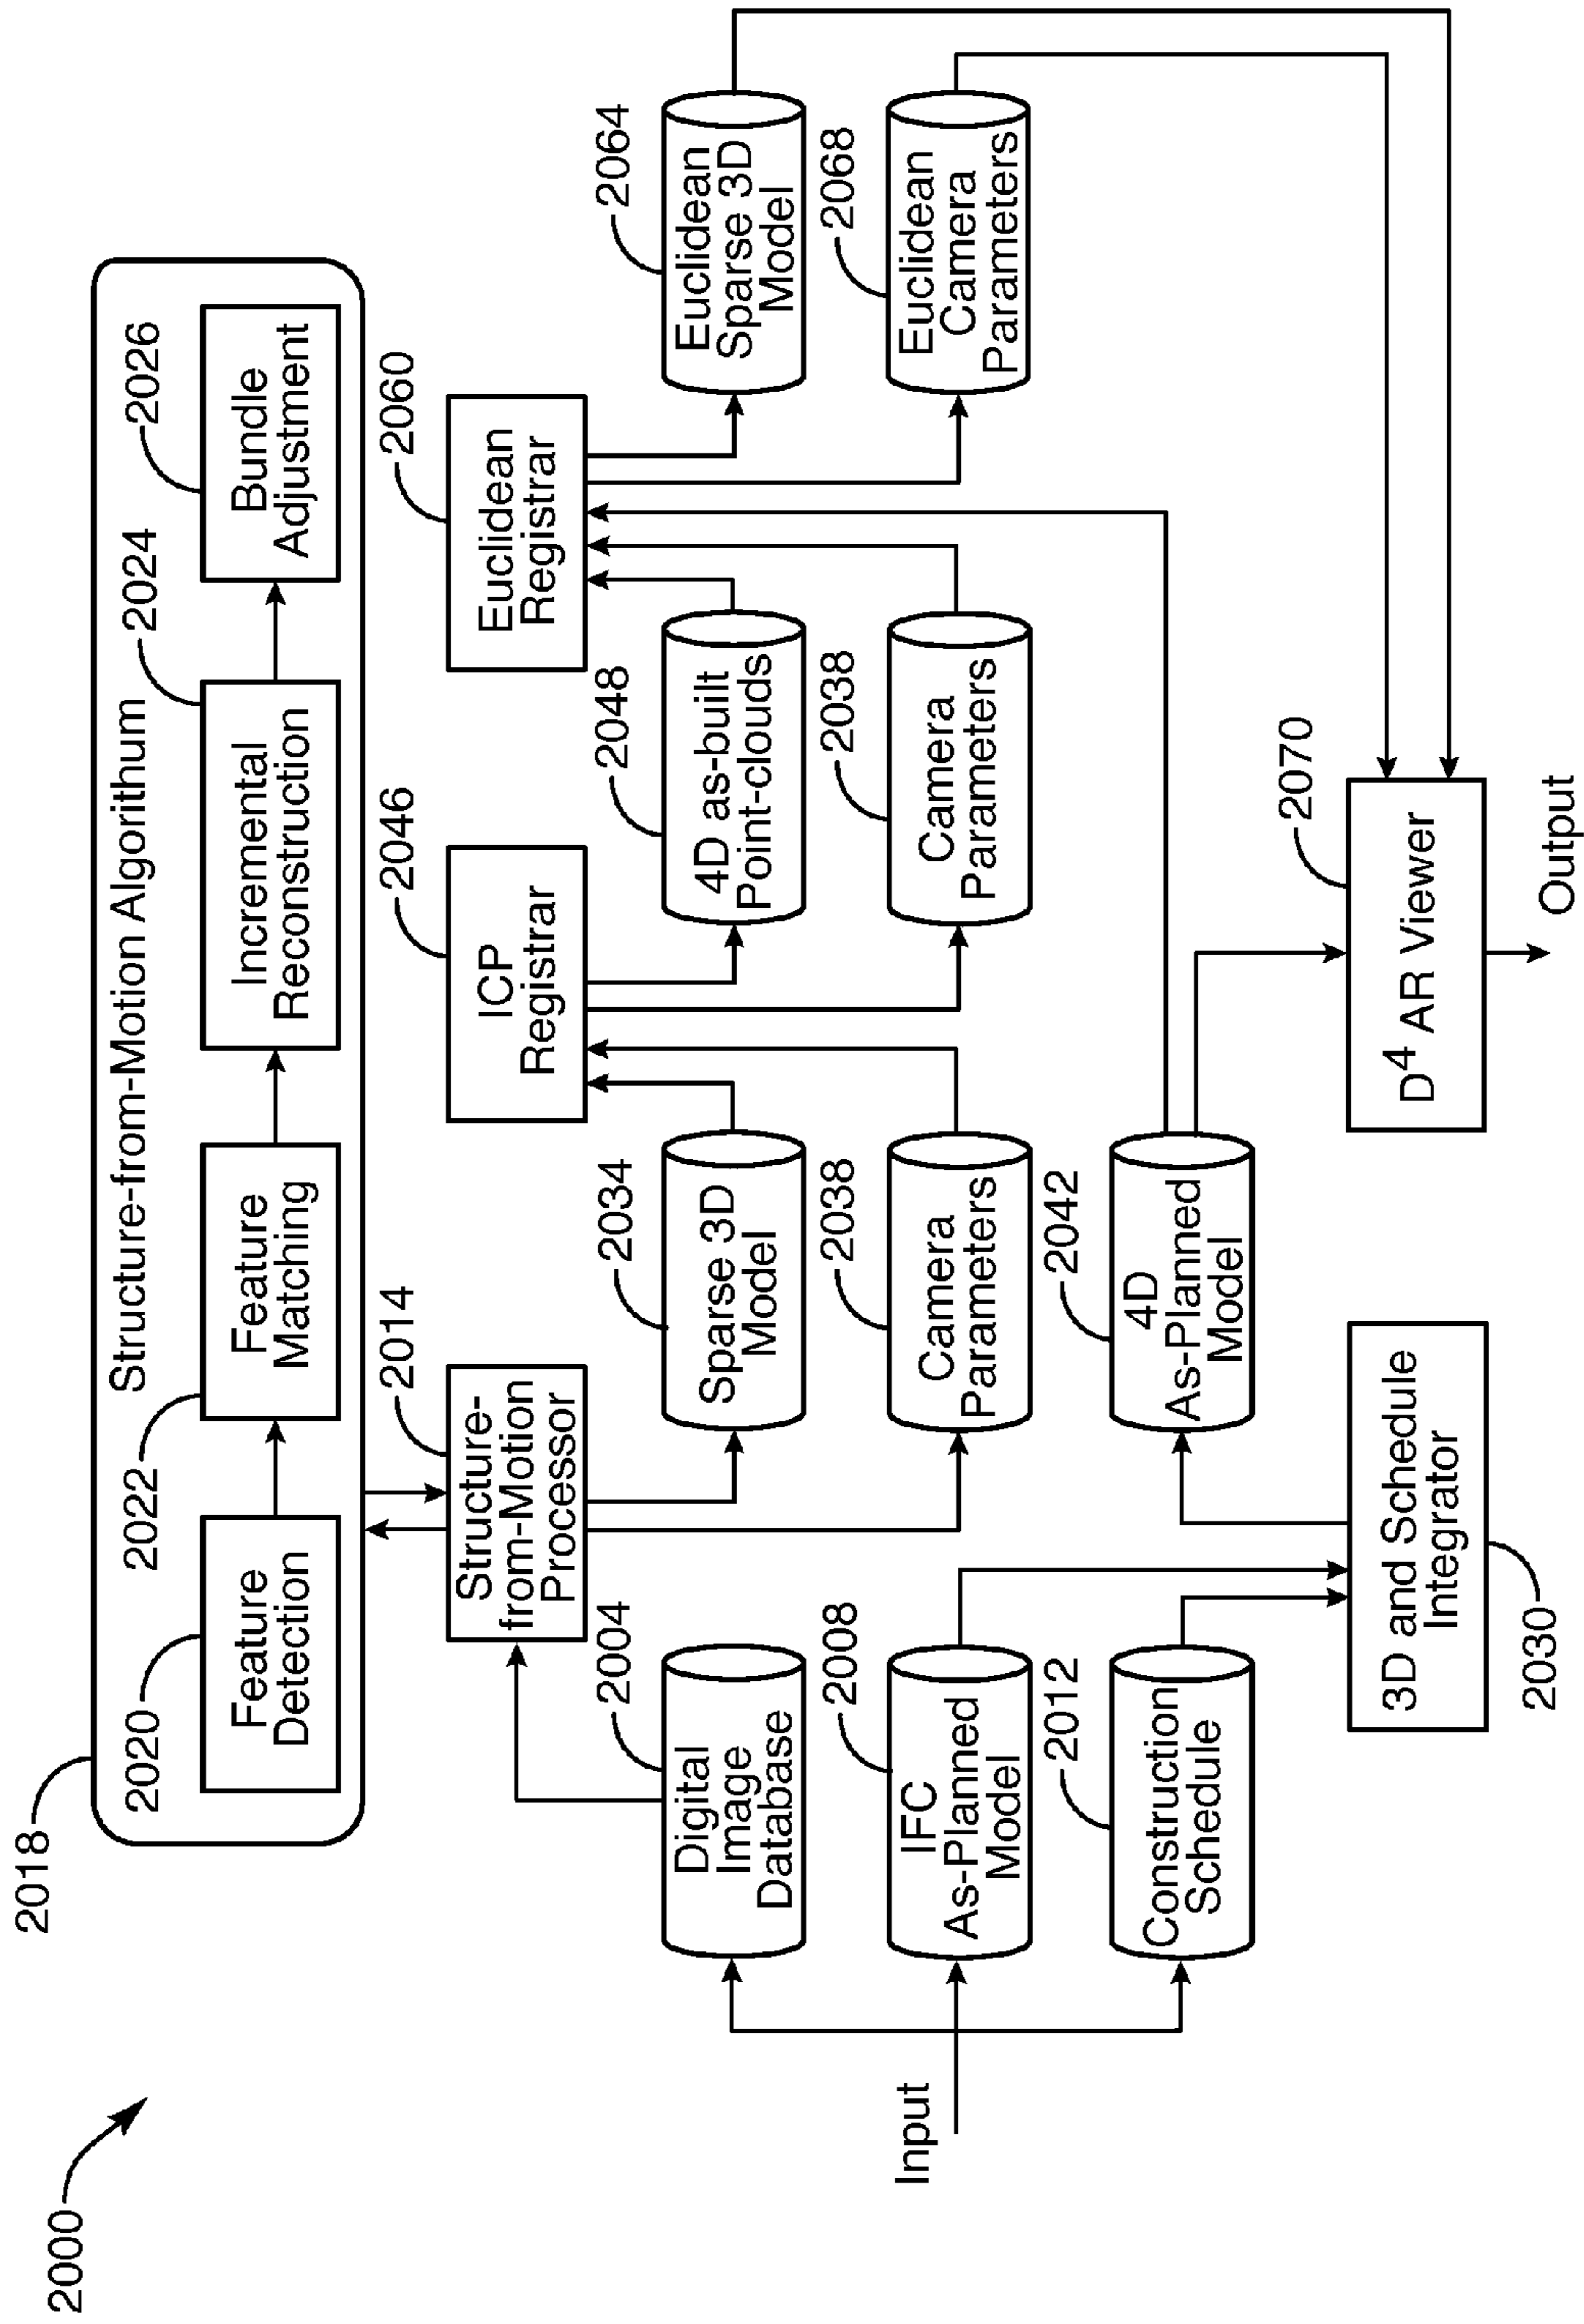 2000
2018
Structure-from-Motion Algorithum
2020
Feature
Detection
2022
Feature
Matching
2024
Incremental
Reconstruction
2026
Bundle
Adjustment
2014
Structure-
from-Motion
Processor
2046
ICP
Registrar
2060
Euclidean
Registrar
2004
Digital
Image
Database
2034
Sparse 3D
Model
2048
4D as-built
Point-clouds
2064
Euclidean
Sparse 3D
Model
Input
2008
IFC
As-Planned
Model
2038
Camera
Parameters
2038
Camera
Parameters
2068
Euclidean
Camera
Parameters
2012
Construction
Schedule
2042
4D
As-Planned
Model
2030
3D and Schedule
Integrator
2070
D⁴ AR Viewer
Output